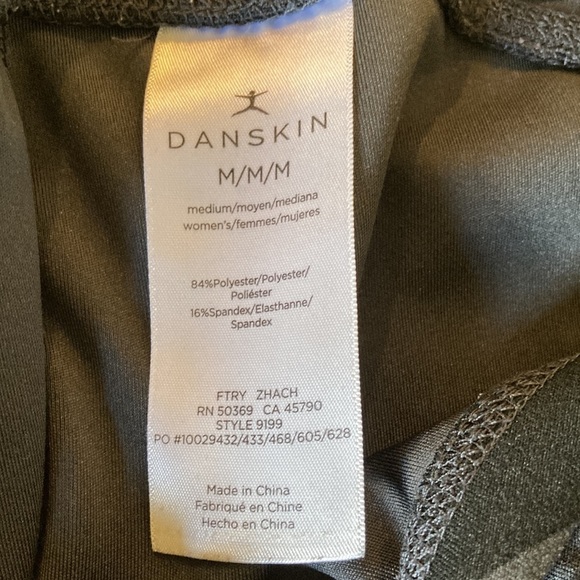 DANSKIN
M/M/M
medium/moyen/mediana
women's/femmes/mujeres
84%Polyester/Polyester/
Poliéster
16%Spandex/Elasthanne/
Spandex
FTRY ZHACH
RN 50369 CA 45790
STYLE 9199
PO #10029432/433/468/605/628
Made in China
Fabriqué en Chine
Hecho en China